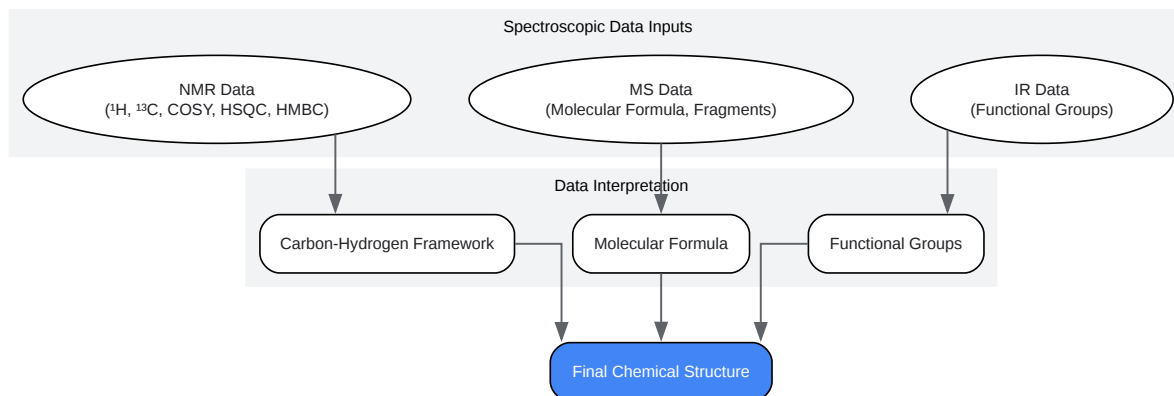 Spectroscopic Data Inputs
NMR Data
(¹H, ¹³C, COSY, HSQC, HMBC)
MS Data
(Molecular Formula, Fragments)
IR Data
(Functional Groups)
Data Interpretation
Carbon-Hydrogen Framework
Molecular Formula
Functional Groups
Final Chemical Structure